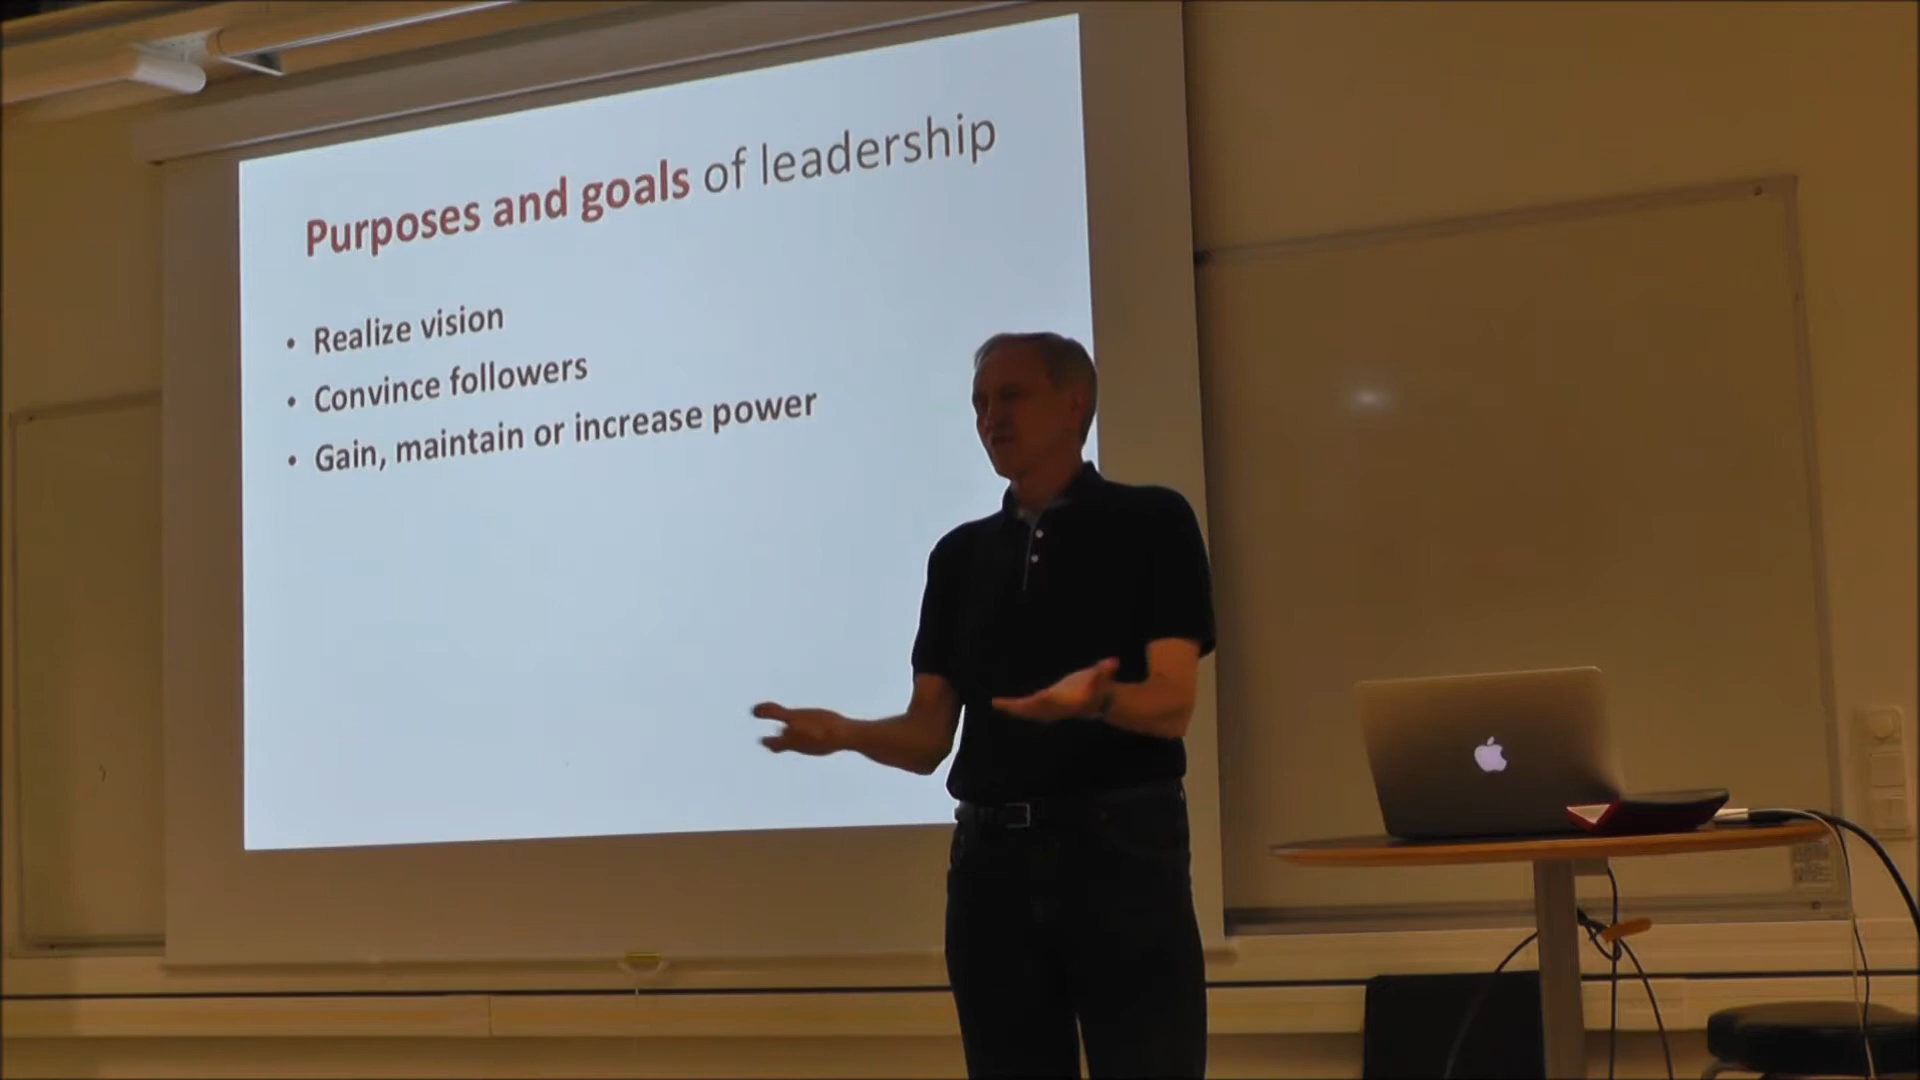 Purposes and goals of leadership
• Realize vision
• Convince followers
• Gain, maintain or increase power